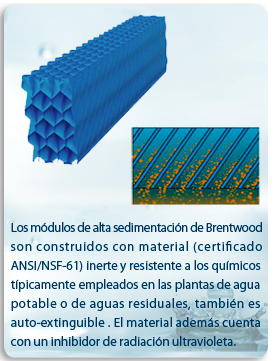 Los módulos de alta sedimentación de Brentwood
son construidos con material (certificado
ANSI/NSF-61) inerte y resistente a los químicos
típicamente empleados en las plantas de agua
potable o de aguas residuales, también es
auto-extinguible . El material además cuenta
con un inhibidor de radiación ultravioleta.